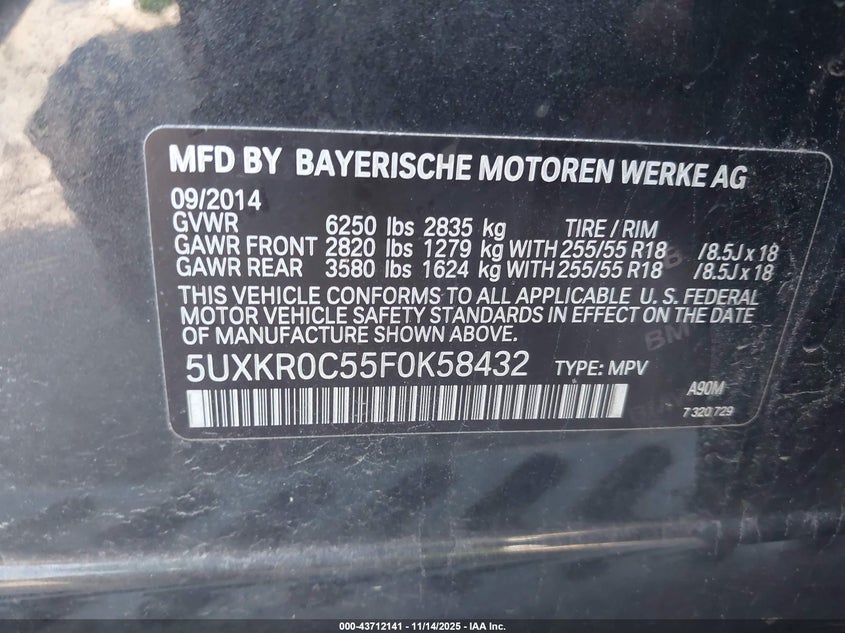 MFD BY BAYERISCHE MOTOREN WERKE AG
09/2014
GVWR 6250 lbs 2835 kg TIRE / RIM
GAWR FRONT 2820 lbs 1279 kg WITH 255/55 R18 /8.5J x 18
GAWR REAR 3580 lbs 1624 kg WITH 255/55 R18 /8.5J x 18
THIS VEHICLE CONFORMS TO ALL APPLICABLE U. S. FEDERAL
MOTOR VEHICLE SAFETY STANDARDS IN EFFECT ON THE DATE
OF MANUFACTURE SHOWN ABOVE.
5UXKR0C55F0K58432 TYPE: MPV
A90M
7 320 729
000-43712141 - 11/14/2025 - IAA Inc.